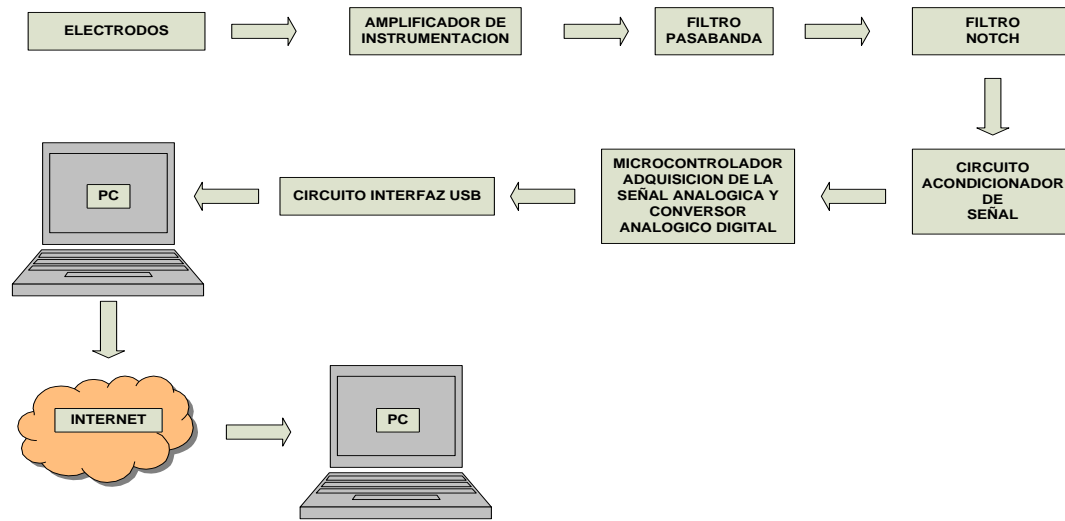 ELECTRODOS
AMPLIFICADOR DE
INSTRUMENTACION
FILTRO
PASABANDA
FILTRO
NOTCH
CIRCUITO
ACONDICIONADOR
DE
SEÑAL
MICROCONTROLADOR
ADQUISICION DE LA
SEÑAL ANALOGICA Y
CONVERSOR
ANALOGICO DIGITAL
CIRCUITO INTERFAZ USB
PC
INTERNET
PC